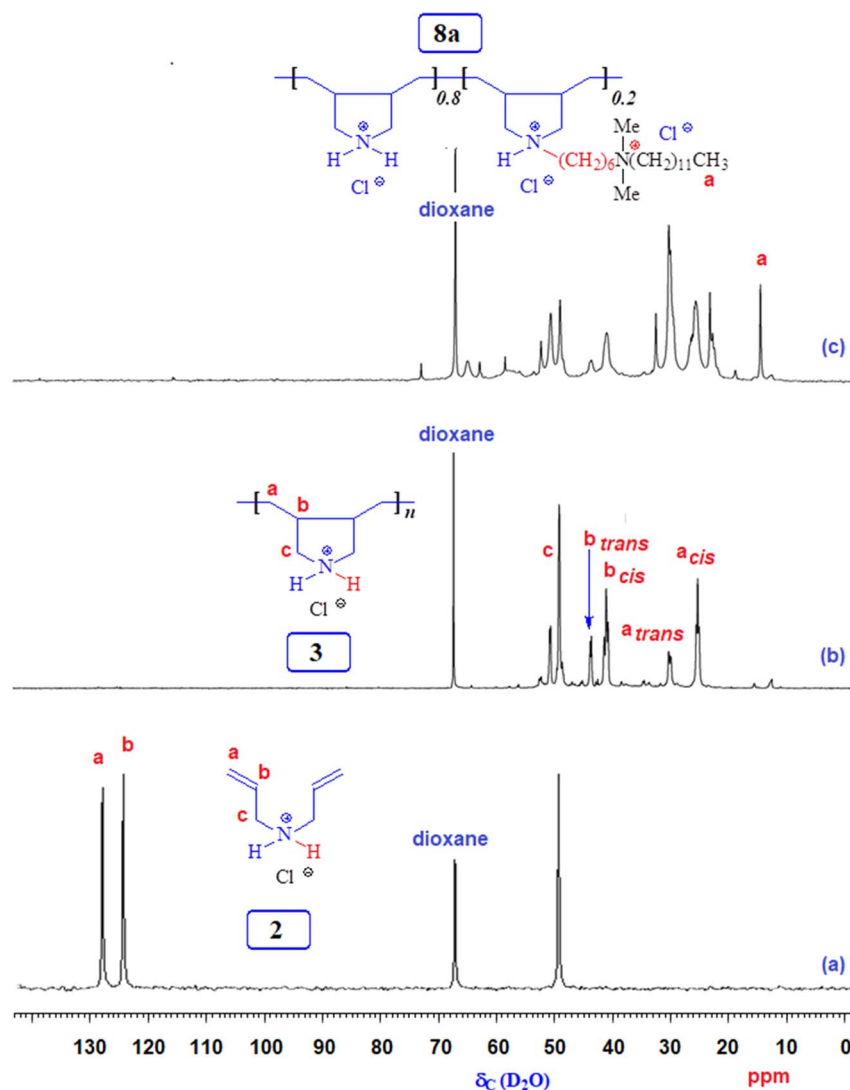 8a
[ ]0.8 [ ]0.2
N⊕ H H Cl⊖
N⊕ H Cl⊖ (CH2)6N⊕(CH2)11CH3
Me Cl⊖
Me
a
dioxane
a
(c)
dioxane
a
[ b ]n
c
N⊕
H H
Cl⊖
3
c
b trans
b cis
a cis
a trans
(b)
a b
a
b
c
N⊕
H H
Cl⊖
2
dioxane
(a)
130 120 110 100 90 80 70 60 50 40 30 20 10 0
δC (D2O) ppm